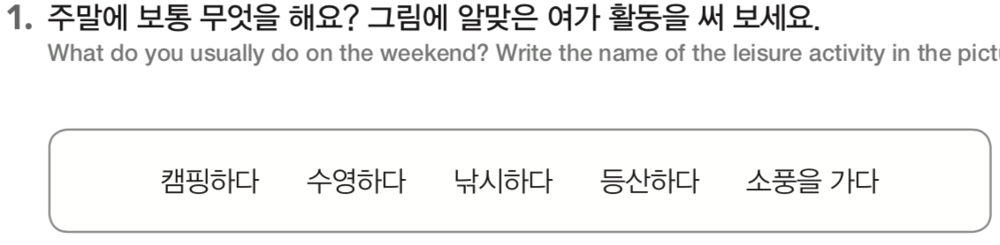 1. 주말에 보통 무엇을 해요? 그림에 알맞은 여가 활동을 써 보세요.
What do you usually do on the weekend? Write the name of the leisure activity in the
캠핑하다 수영하다 낚시하다 등산하다 소풍을 가다